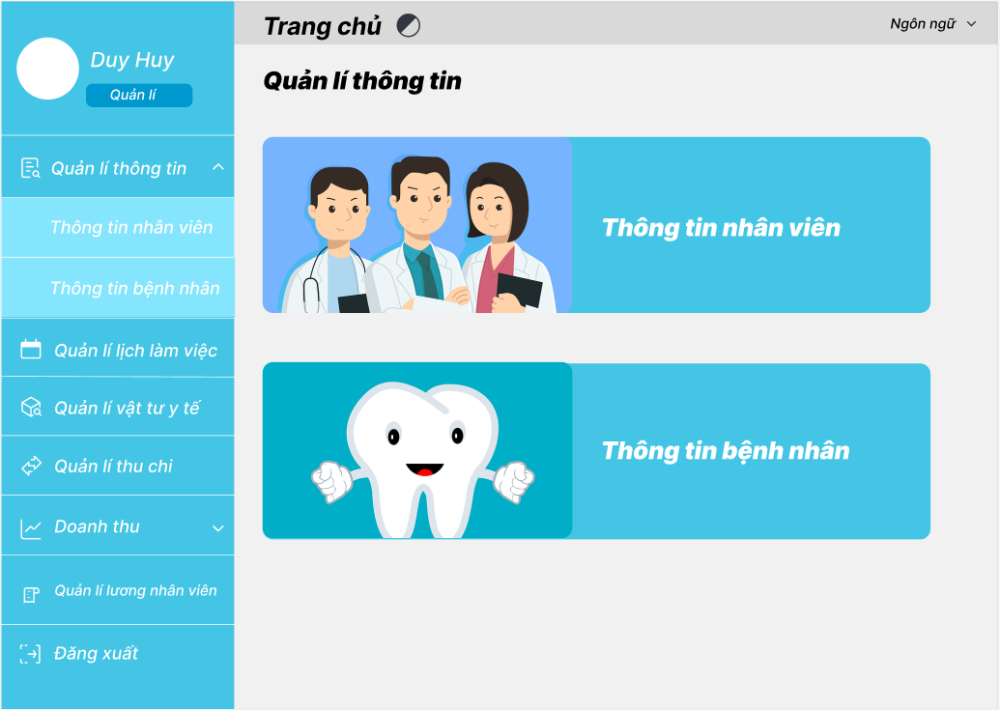 Duy Huy
Quản lí
Quản lí thông tin
Thông tin nhân viên
Thông tin bệnh nhân
Quản lí lịch làm việc
Quản lí vật tư y tế
Quản lí thu chi
Doanh thu
Quản lí lương nhân viên
Đăng xuất
Trang chủ
Ngôn ngữ
Quản lí thông tin
Thông tin nhân viên
Thông tin bệnh nhân